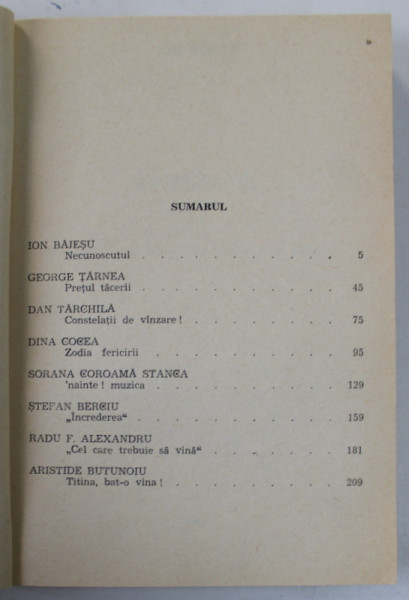 SUMARUL
ION BĂIEȘU
Necunoscutul . . . . . . . . . . 5
GEORGE ȚĂRNEA
Prețul tăcerii . . . . . . . . . . 45
DAN TĂRCHILĂ
Constelații de vînzare ! . . . . . . . . 75
DINA COCEA
Zodia fericirii . . . . . . . . . . 95
SORANA COROAMĂ STANCA
'nainte ! muzica . . . . . . . . . 129
ȘTEFAN BERCIU
„Increderea“ . . . . . . . . . . 159
RADU F. ALEXANDRU
„Cel care trebuie să vină“ . . . . . . 181
ARISTIDE BUTUNOIU
Titina, bat-o vina ! . . . . . . . . 209